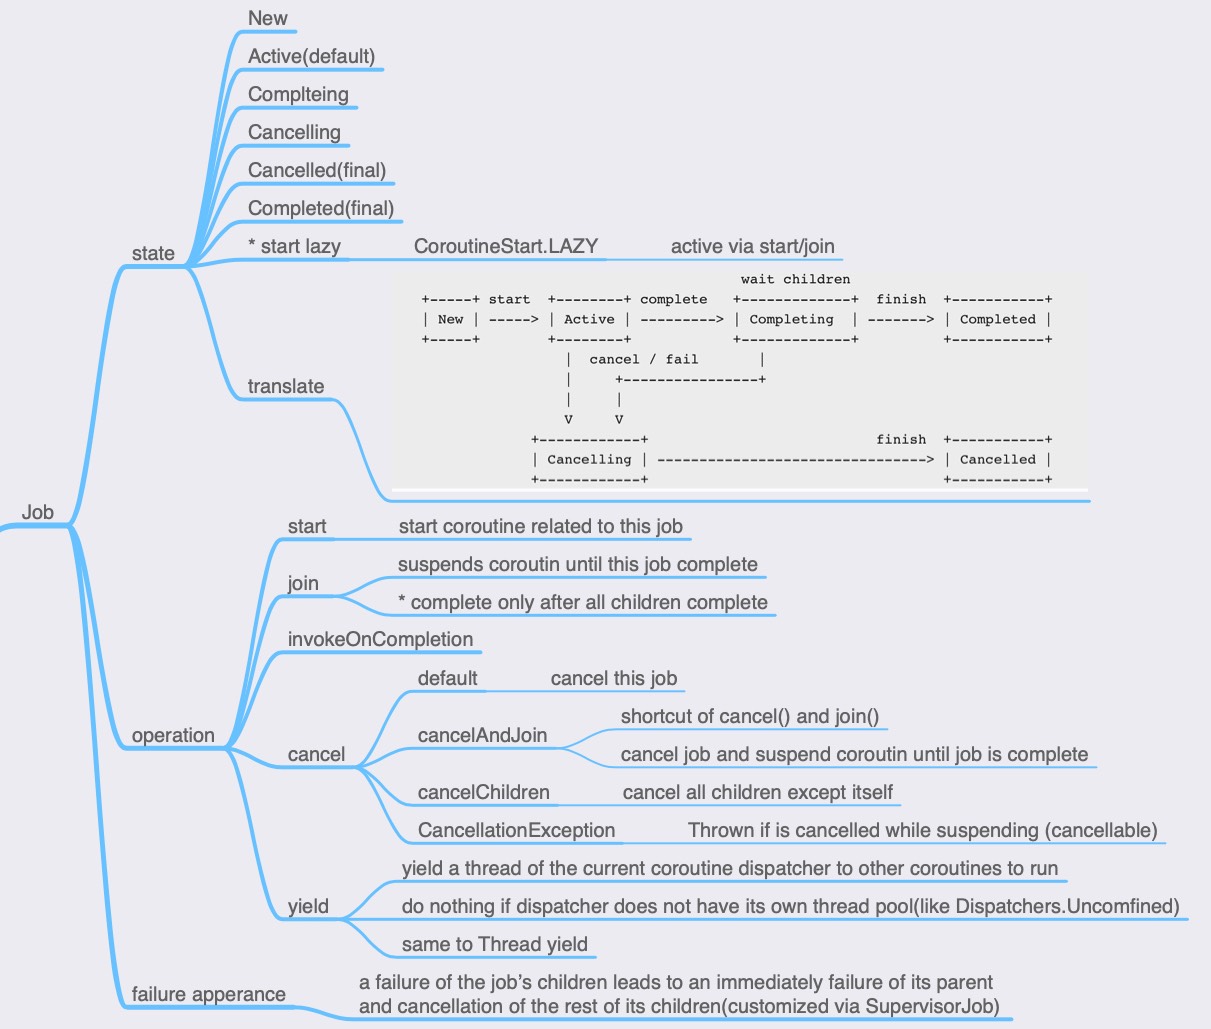 Job
state
New
Active(default)
Complteing
Cancelling
Cancelled(final)
Completed(final)
* start lazy CoroutineStart.LAZY active via start/join
translate
                                      wait children
+-----+ start  +--------+ complete   +-------------+  finish  +-----------+
| New | -----> | Active | ---------> | Completing  | -------> | Completed |
+-----+        +--------+            +-------------+          +-----------+
                 |  cancel / fail       |
                 |     +----------------+
                 |     |
                 V     V
             +------------+                           finish  +-----------+
             | Cancelling | --------------------------------> | Cancelled |
             +------------+                                   +-----------+
operation
start start coroutine related to this job
join
suspends coroutin until this job complete
* complete only after all children complete
invokeOnCompletion
cancel
default cancel this job
cancelAndJoin
shortcut of cancel() and join()
cancel job and suspend coroutin until job is complete
cancelChildren cancel all children except itself
CancellationException Thrown if is cancelled while suspending (cancellable)
yield
yield a thread of the current coroutine dispatcher to other coroutines to run
do nothing if dispatcher does not have its own thread pool(like Dispatchers.Uncomfined)
same to Thread yield
failure apperance
a failure of the job’s children leads to an immediately failure of its parent
and cancellation of the rest of its children(customized via SupervisorJob)